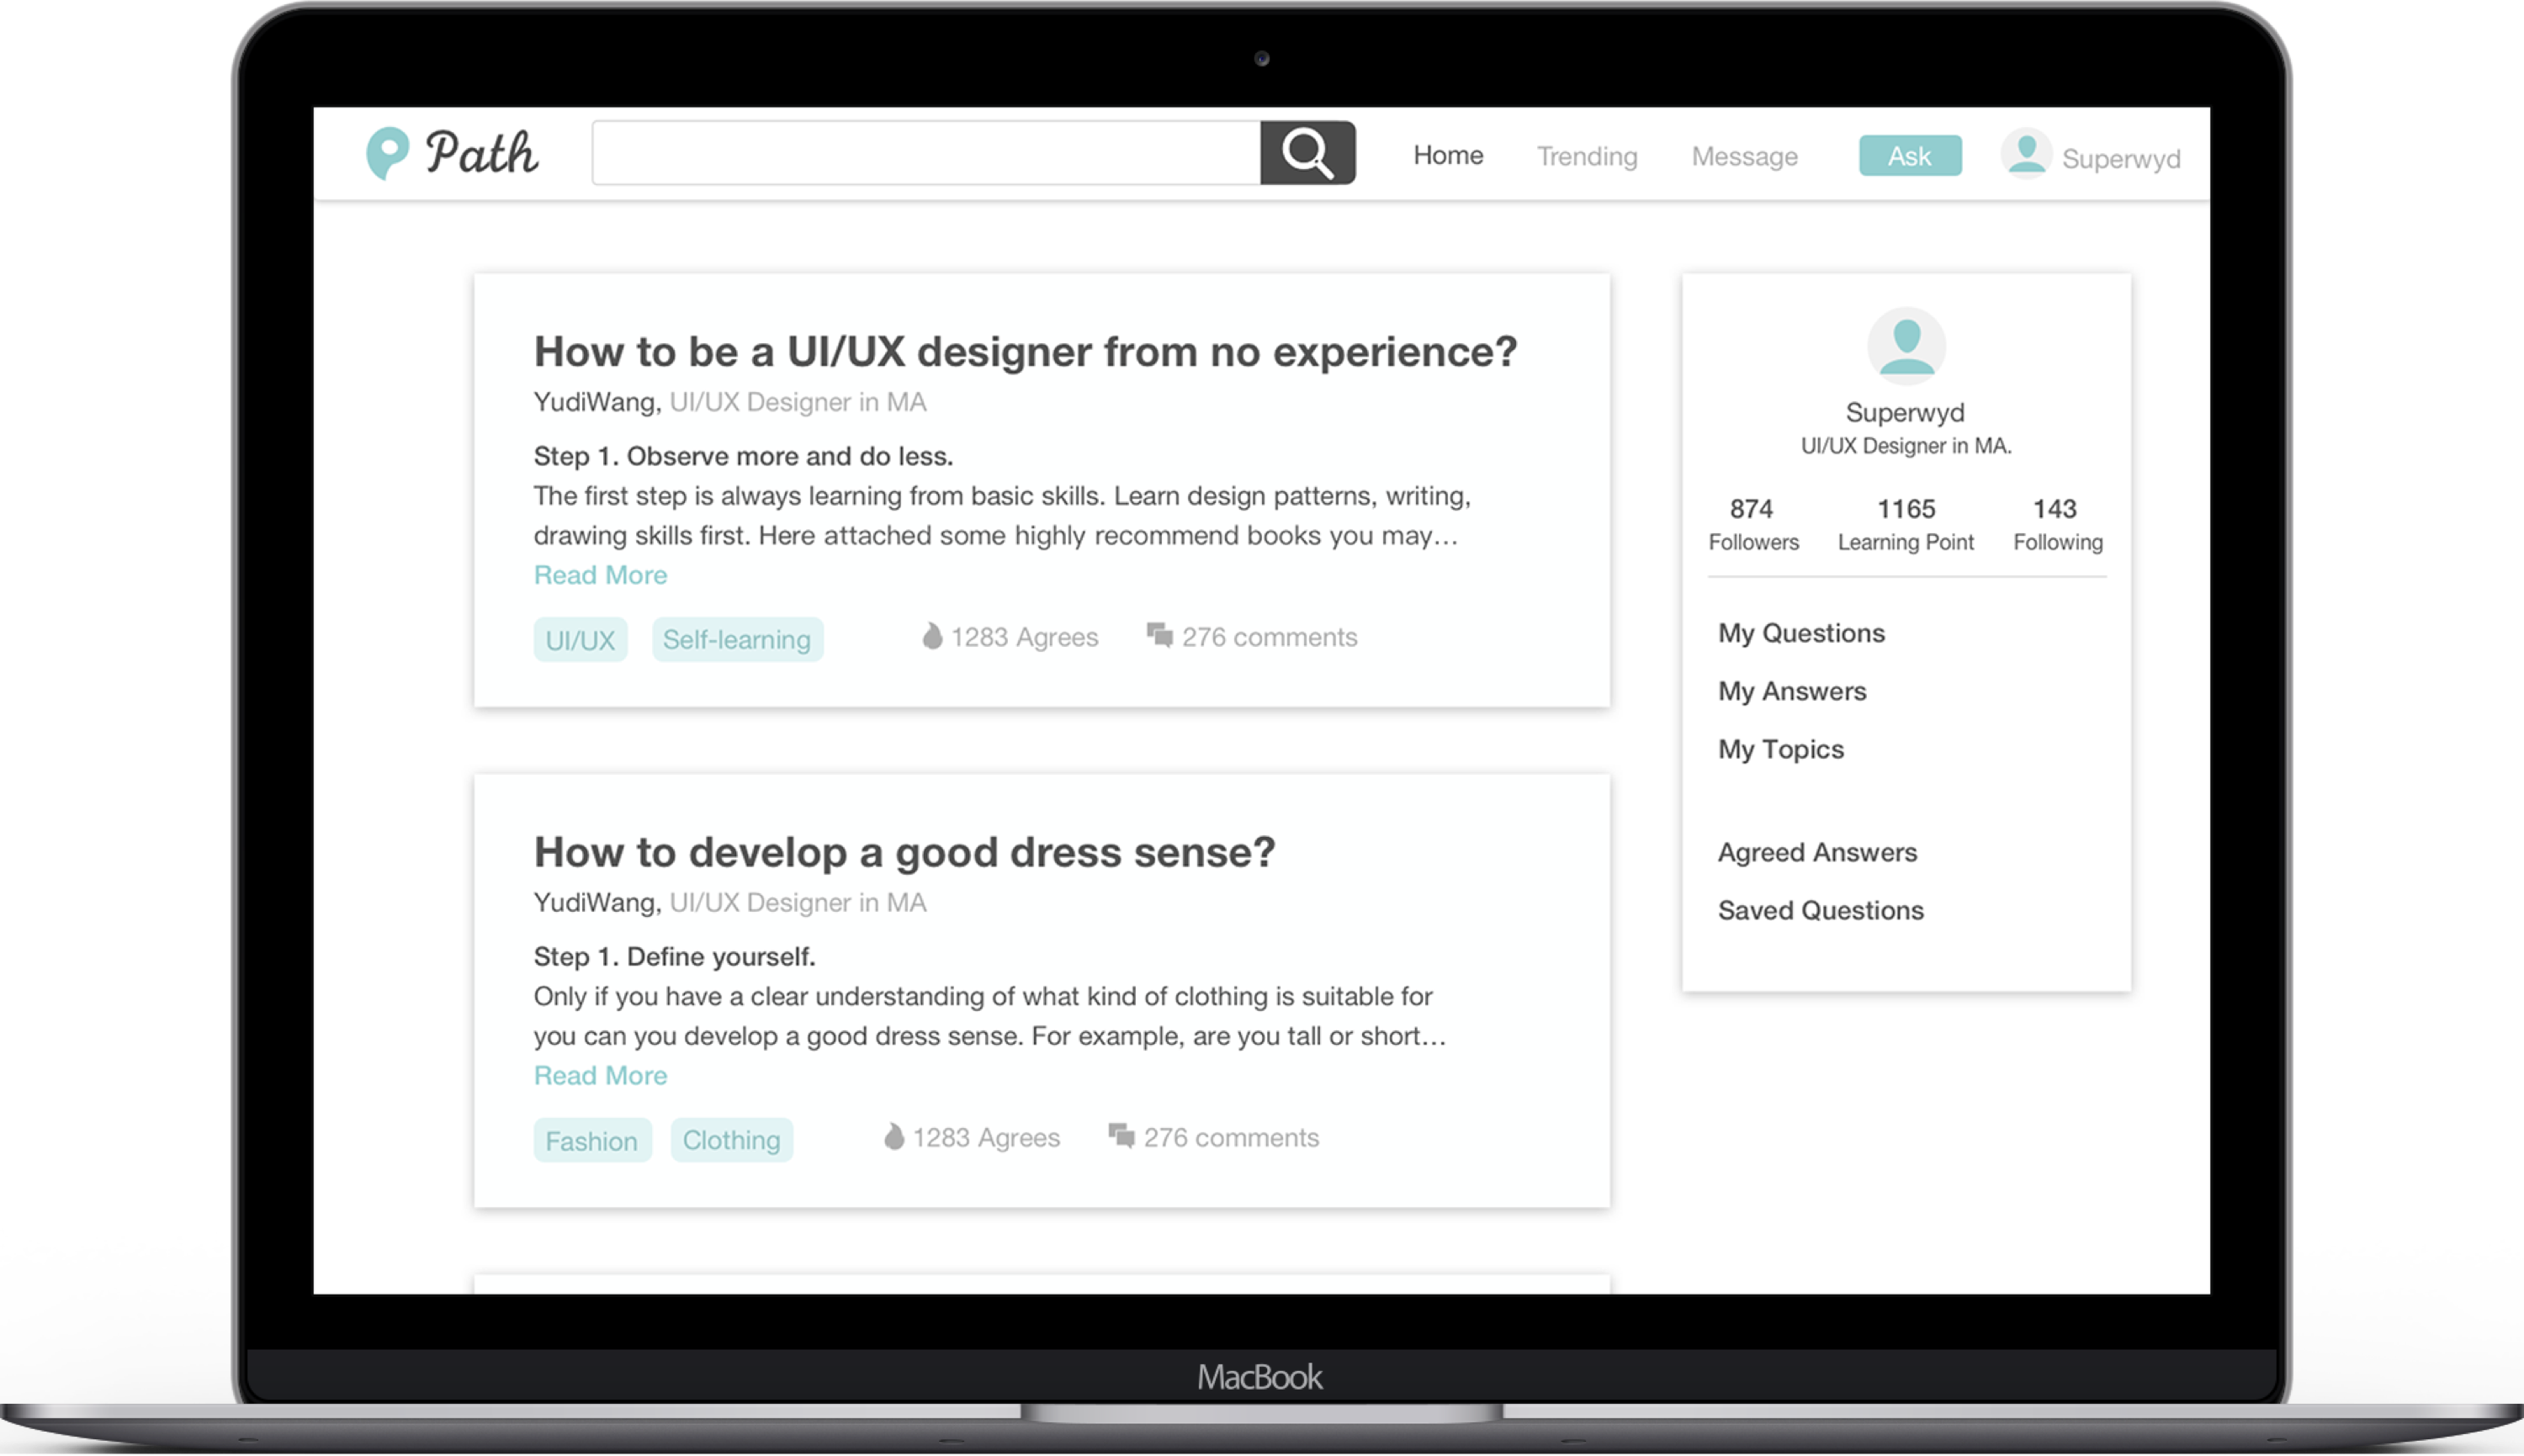 Path
Home
Trending
Message
Ask
Superwyd
How to be a UI/UX designer from no experience?
YudiWang, UI/UX Designer in MA
Step 1. Observe more and do less.
The first step is always learning from basic skills. Learn design patterns, writing,
drawing skills first. Here attached some highly recommend books you may...
Read More
UI/UX
Self-learning
1283 Agrees
276 comments
How to develop a good dress sense?
YudiWang, UI/UX Designer in MA
Step 1. Define yourself.
Only if you have a clear understanding of what kind of clothing is suitable for
you can you develop a good dress sense. For example, are you tall or short...
Read More
Fashion
Clothing
1283 Agrees
276 comments
Superwyd
UI/UX Designer in MA.
874
Followers
1165
Learning Point
143
Following
My Questions
My Answers
My Topics
Agreed Answers
Saved Questions
MacBook